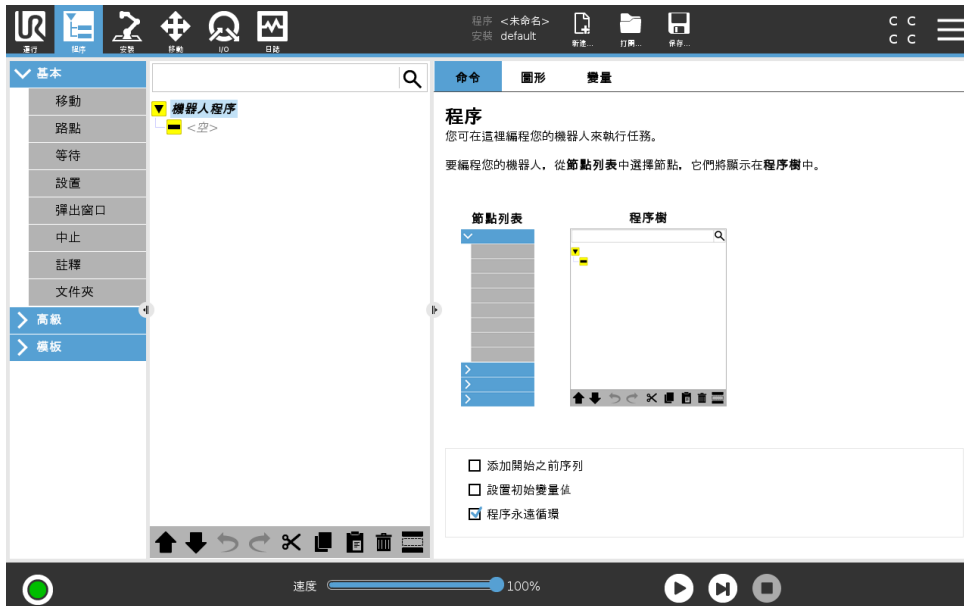 程序 <未命名>
安裝 default
運行
程序
安裝
移動
I/O
日誌
新建...
打開...
保存...
C C
C C
基本
移動
路點
等待
設置
彈出窗口
中止
註釋
文件夾
高級
模板
機器人程序
<空>
命令 圖形 變量
程序
您可在這裡編程您的機器人來執行任務。
要編程您的機器人，從節點列表中選擇節點，它們將顯示在程序樹中。
節點列表 程序樹
添加開始之前序列
設置初始變量值
程序永遠循環
速度 100%